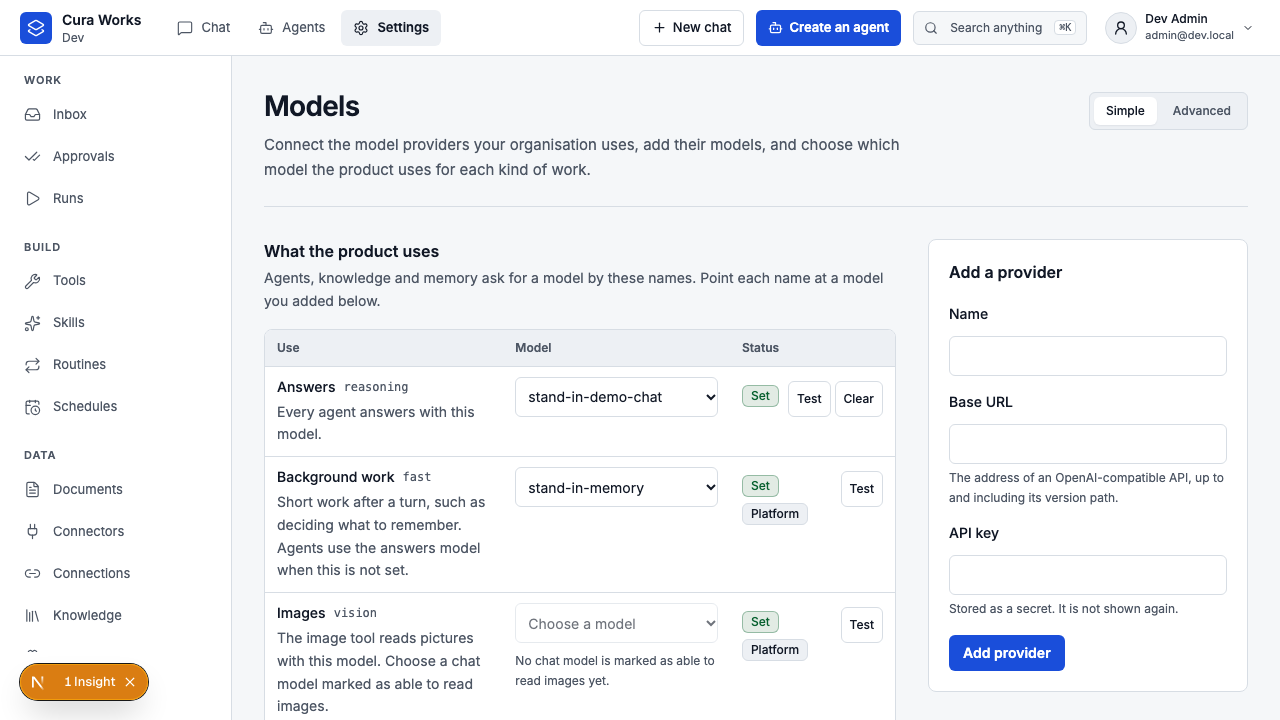 Cura Works
Dev
Chat
Agents
Settings
New chat
Create an agent
Search anything
⌘K
Dev Admin
admin@dev.local
WORK
Inbox
Approvals
Runs
BUILD
Tools
Skills
Routines
Schedules
DATA
Documents
Connectors
Connections
Knowledge
1 Insight
Models
Simple
Advanced
Connect the model providers your organisation uses, add their models, and choose which
model the product uses for each kind of work.
What the product uses
Agents, knowledge and memory ask for a model by these names. Point each name at a model
you added below.
Use
Model
Status
Answers reasoning
Every agent answers with this
model.
stand-in-demo-chat
Set
Test
Clear
Background work fast
Short work after a turn, such as
deciding what to remember.
Agents use the answers model
when this is not set.
stand-in-memory
Set
Platform
Test
Images vision
The image tool reads pictures
with this model. Choose a chat
model marked as able to read
images.
Choose a model
No chat model is marked as able to
read images yet.
Set
Platform
Test
Add a provider
Name
Base URL
The address of an OpenAI-compatible API, up to
and including its version path.
API key
Stored as a secret. It is not shown again.
Add provider